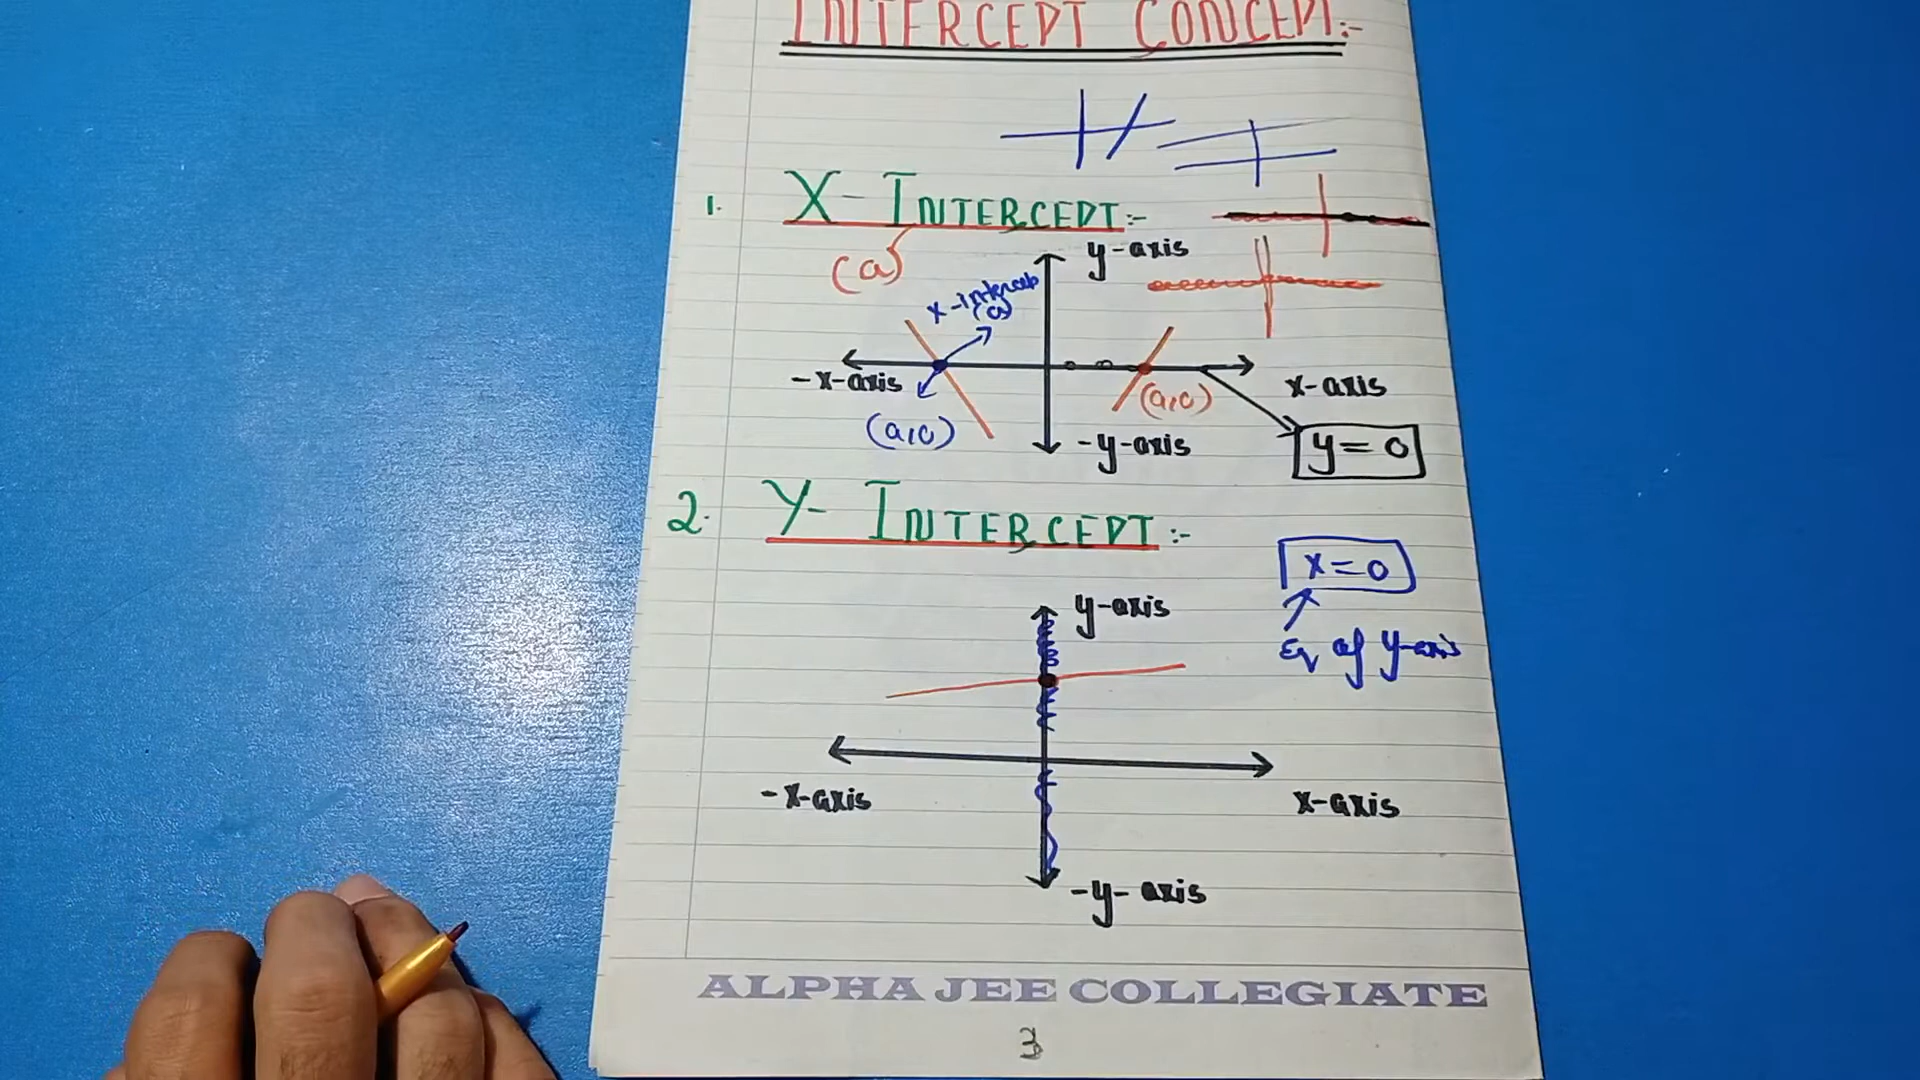 INTERCEPT CONCEPT:-
1. X-INTERCEPT:-
(a)
y-axis
x-intercep
(a)
-x-axis
x-axis
(a,0)
(a,0)
-y-axis
y=0
2. Y-INTERCEPT:-
x=0
y-axis
Eq of y-axis
-x-axis
x-axis
-y-axis
ALPHA JEE COLLEGIATE
3